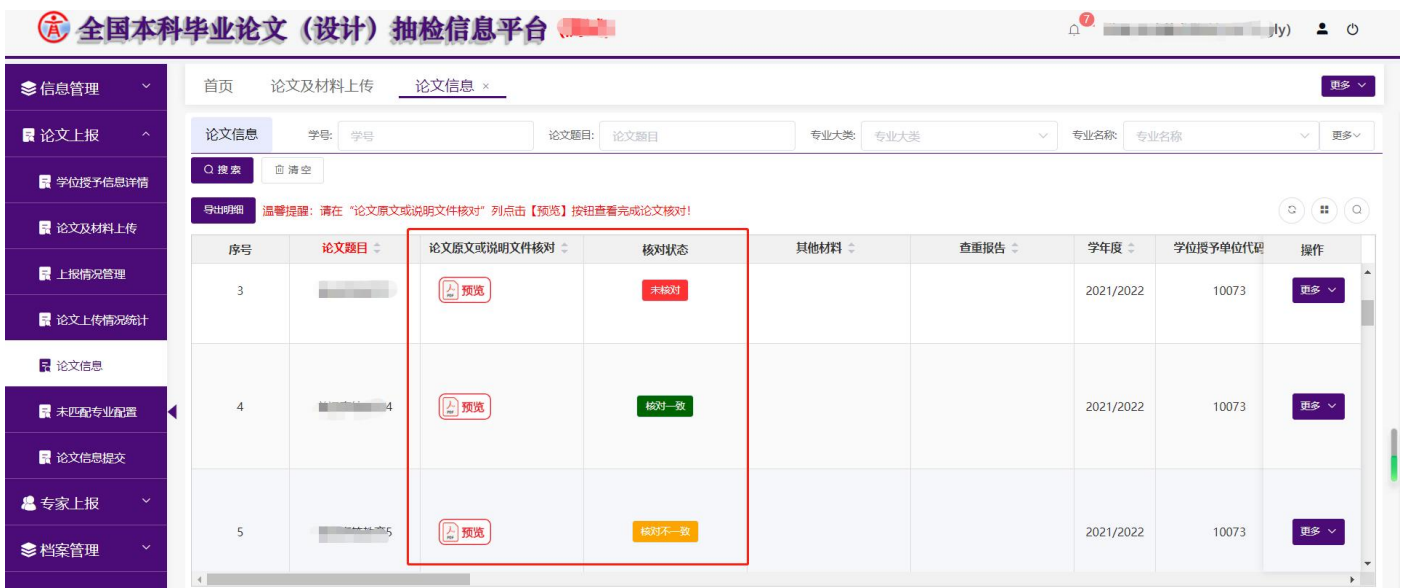 全国本科毕业论文（设计）抽检信息平台
7
ly)
信息管理
论文上报
学位授予信息详情
论文及材料上传
上报情况管理
论文上传情况统计
论文信息
未匹配专业配置
论文信息提交
专家上报
档案管理
首页 论文及材料上传 论文信息 × 更多
论文信息 学号: 学号 论文题目: 论文题目 专业大类: 专业大类 专业名称: 专业名称 更多
搜索 清空
导出明细 温馨提醒：请在“论文原文或说明文件核对”列点击【预览】按钮查看完成论文核对!
序号 论文题目 论文原文或说明文件核对 核对状态 其他材料 查重报告 学年度 学位授予单位代码 操作
3 PDF 预览 未核对 2021/2022 10073 更多
4 4 PDF 预览 核对一致 2021/2022 10073 更多
5 5 PDF 预览 核对不一致 2021/2022 10073 更多